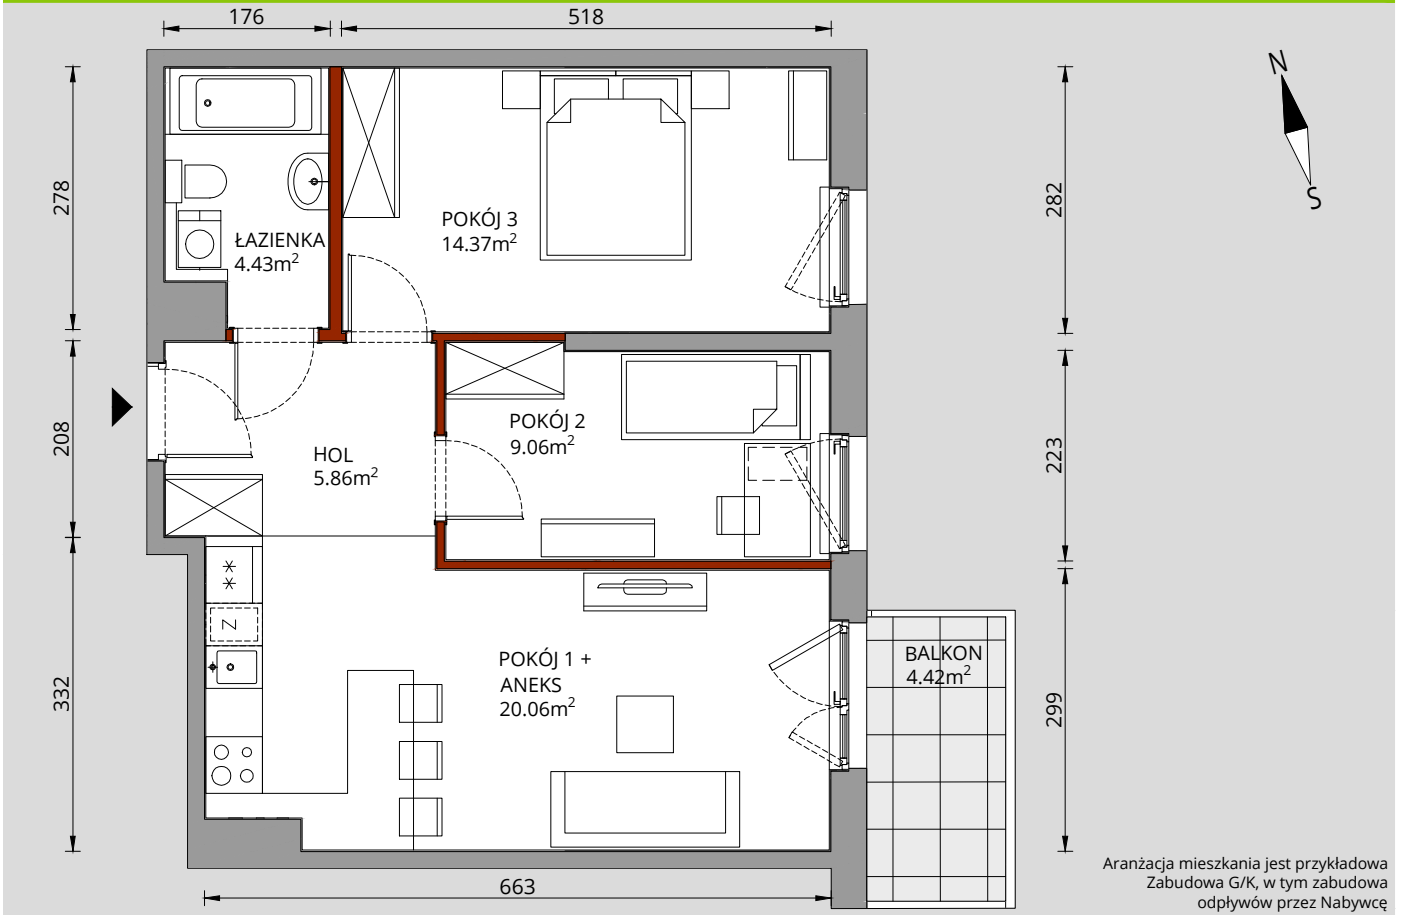 176
518
N
S
278
282
ŁAZIENKA
4.43m²
POKÓJ 3
14.37m²
208
223
HOL
5.86m²
POKÓJ 2
9.06m²
**
Z
332
299
POKÓJ 1 +
ANEKS
20.06m²
BALKON
4.42m²
663
Aranżacja mieszkania jest przykładowa
Zabudowa G/K, w tym zabudowa
odpływów przez Nabywcę